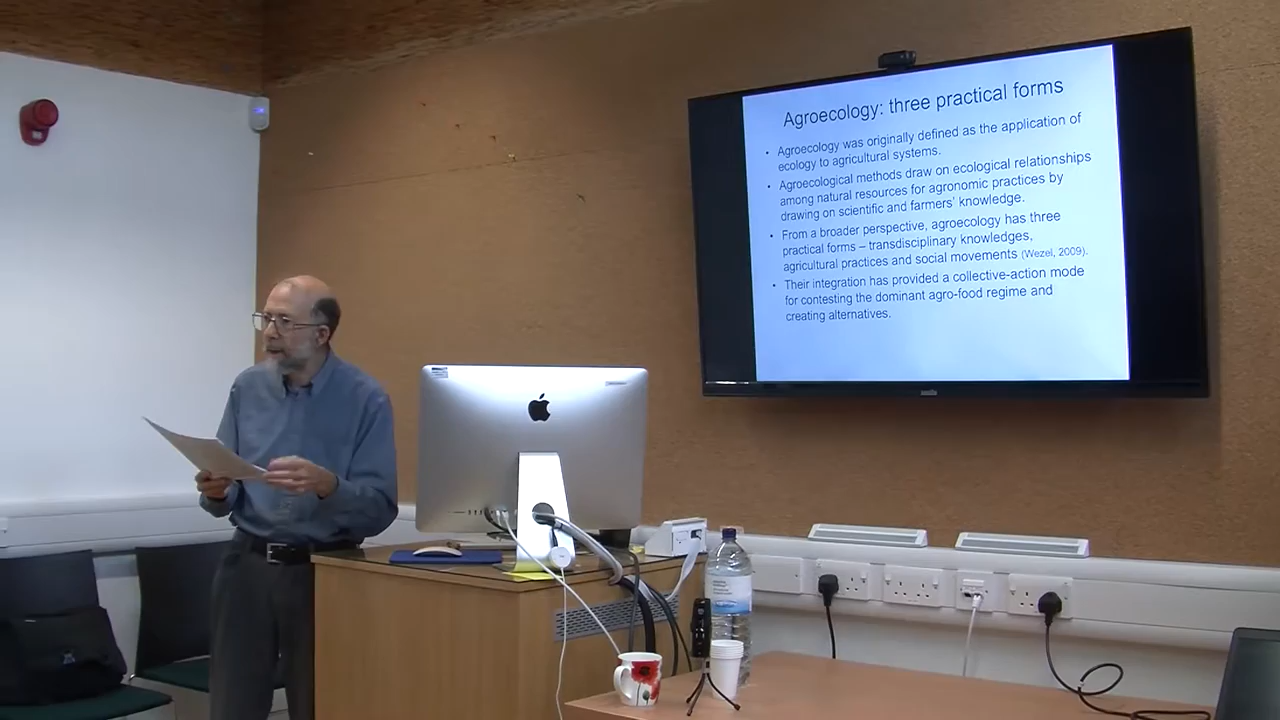 Agroecology: three practical forms
• Agroecology was originally defined as the application of
ecology to agricultural systems.
• Agroecological methods draw on ecological relationships
among natural resources for agronomic practices by
drawing on scientific and farmers' knowledge.
• From a broader perspective, agroecology has three
practical forms – transdisciplinary knowledges,
agricultural practices and social movements (Wezel, 2009).
• Their integration has provided a collective-action mode
for contesting the dominant agro-food regime and
creating alternatives.